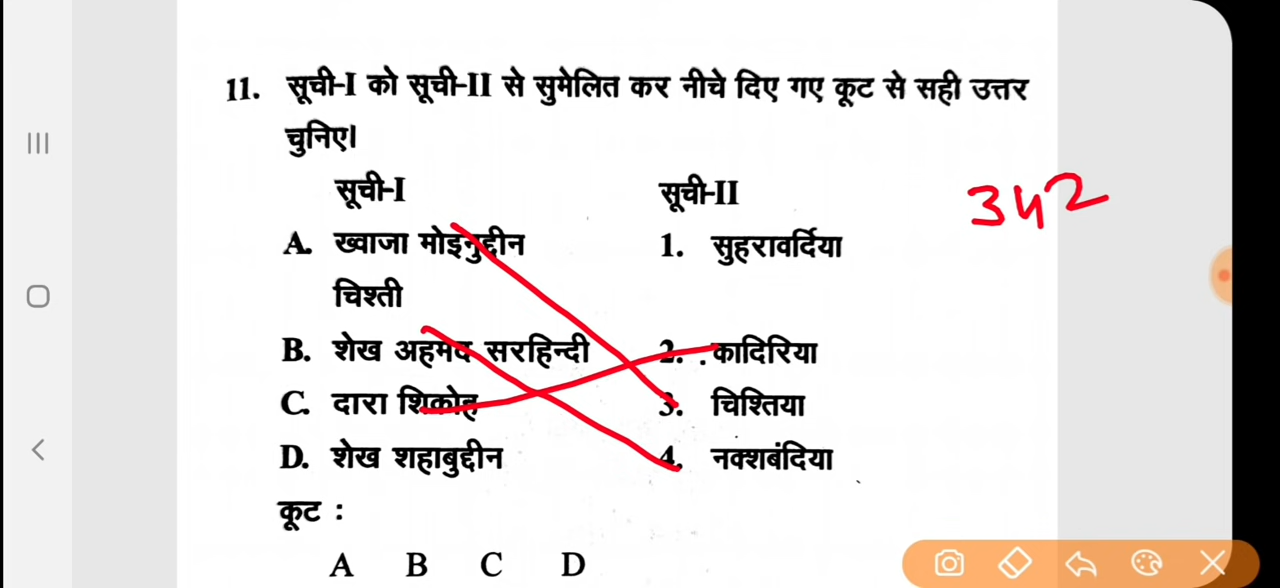 11. सूची-I को सूची-II से सुमेलित कर नीचे दिए गए कूट से सही उत्तर
चुनिए।
सूची-I सूची-II
342
A. ख्वाजा मोइनुद्दीन 1. सुहरावर्दिया
चिश्ती
B. शेख अहमद सरहिन्दी 2. कादिरिया
C. दारा शिकोह 3. चिश्तिया
D. शेख शहाबुद्दीन 4. नक्शबंदिया
कूट :
A B C D